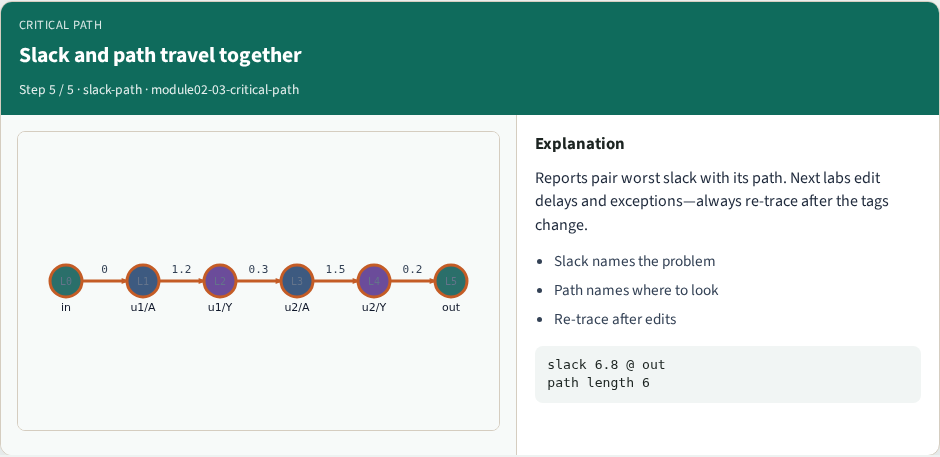 CRITICAL PATH
Slack and path travel together
Step 5 / 5 · slack-path · module02-03-critical-path
0 1.2 0.3 1.5 0.2
L0 L1 L2 L3 L4 L5
in u1/A u1/Y u2/A u2/Y out
Explanation
Reports pair worst slack with its path. Next labs edit
delays and exceptions—always re-trace after the tags
change.
• Slack names the problem
• Path names where to look
• Re-trace after edits
slack 6.8 @ out
path length 6